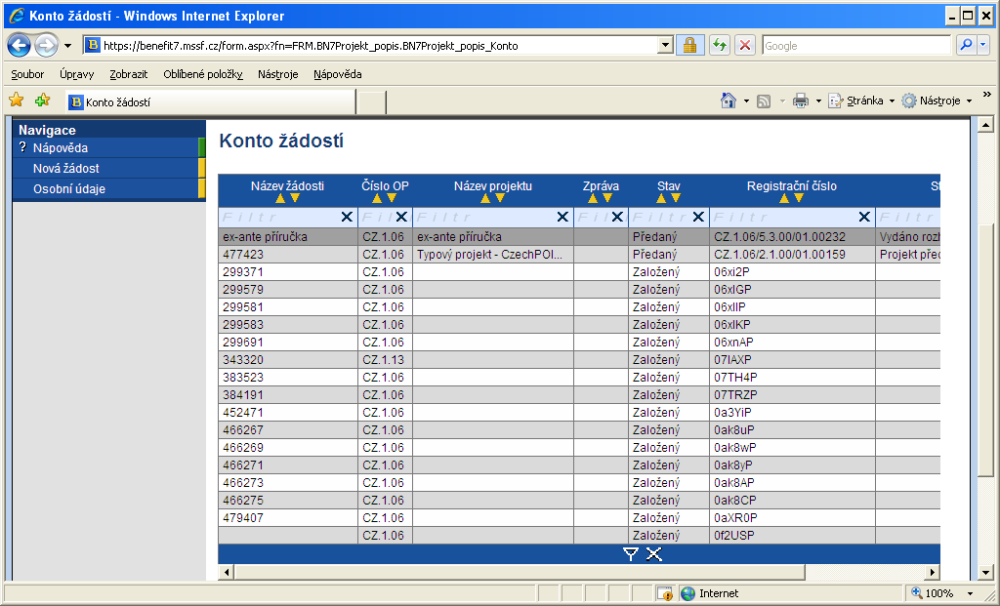 Konto žádostí - Windows Internet Explorer
https://benefit7.mssf.cz/form.aspx?fn=FRM.BN7Projekt_popis.BN7Projekt_popis_Konto
Google
Soubor Úpravy Zobrazit Oblíbené položky Nástroje Nápověda
Konto žádostí
Stránka Nástroje »
Navigace
? Nápověda
Nová žádost
Osobní údaje
Konto žádostí
Název žádosti Číslo OP Název projektu Zpráva Stav Registrační číslo St
Filtr Filtr Filtr Filtr Filtr Filtr Filtr
ex-ante příručka CZ.1.06 ex-ante příručka Předaný CZ.1.06/5.3.00/01.00232 Vydáno rozh
477423 CZ.1.06 Typový projekt - CzechPOI... Předaný CZ.1.06/2.1.00/01.00159 Projekt před
299371 CZ.1.06 Založený 06xi2P
299579 CZ.1.06 Založený 06xIGP
299581 CZ.1.06 Založený 06xIIP
299583 CZ.1.06 Založený 06xIKP
299691 CZ.1.06 Založený 06xnAP
343320 CZ.1.13 Založený 07IAXP
383523 CZ.1.06 Založený 07TH4P
384191 CZ.1.06 Založený 07TRZP
452471 CZ.1.06 Založený 0a3YiP
466267 CZ.1.06 Založený 0ak8uP
466269 CZ.1.06 Založený 0ak8wP
466271 CZ.1.06 Založený 0ak8yP
466273 CZ.1.06 Založený 0ak8AP
466275 CZ.1.06 Založený 0ak8CP
479407 CZ.1.06 Založený 0aXR0P
CZ.1.06 Založený 0f2USP
Internet 100%